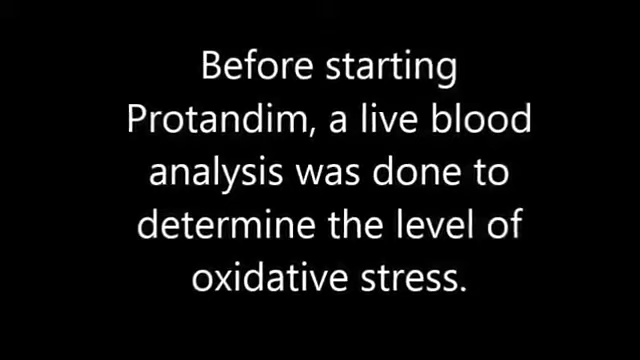 Before starting
Protandim, a live blood
analysis was done to
determine the level of
oxidative stress.